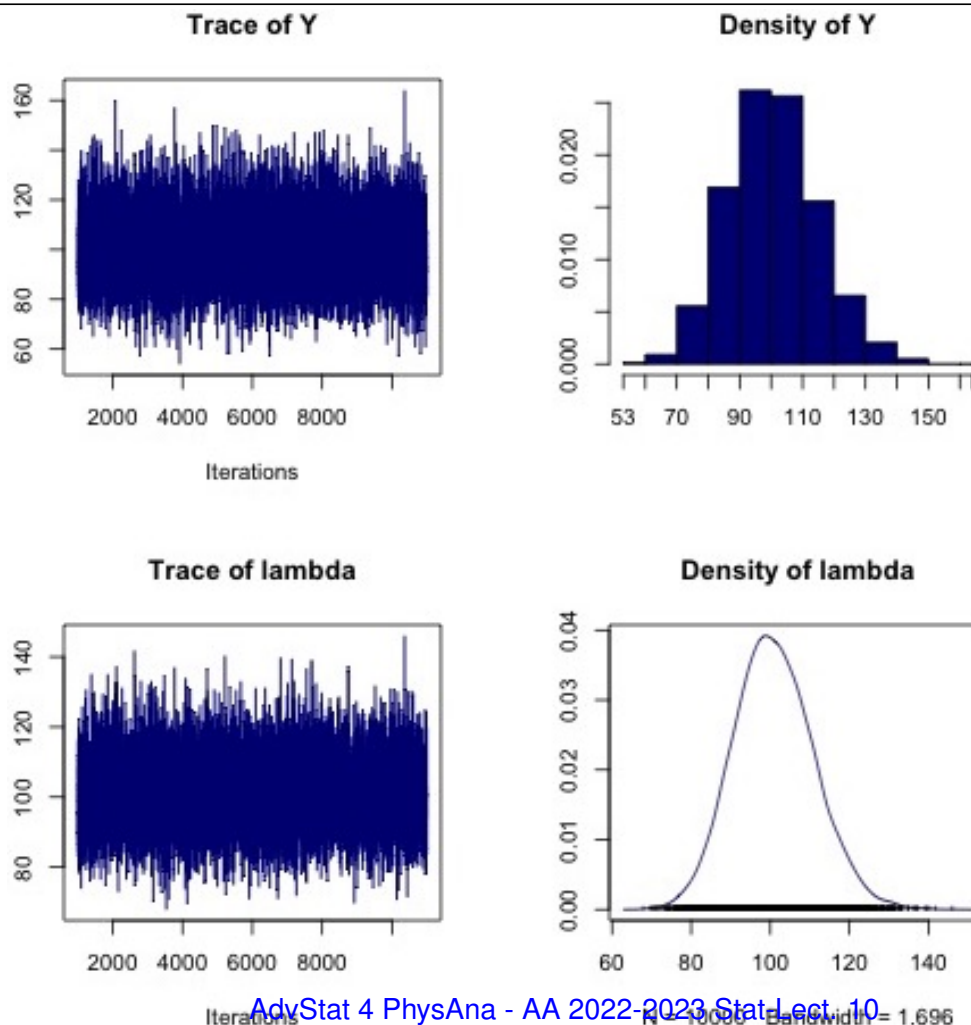 Trace of Y
Density of Y
160
120
80
60
0.020
0.010
0.000
2000 4000 6000 8000
53 70 90 110 130 150
Iterations
Trace of lambda
Density of lambda
140
120
100
80
0.04
0.03
0.02
0.01
0.00
2000 4000 6000 8000
60 80 100 120 140
Iterations
N = 10000 Bandwidth = 1.696
AdvStat 4 PhysAna - AA 2022-2023 Stat-Lect. 10